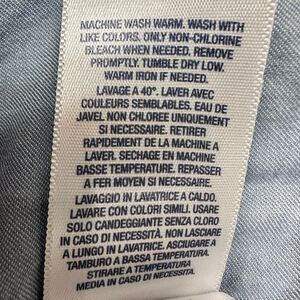 MACHINE WASH WARM. WASH WITH
LIKE COLORS. ONLY NON-CHLORINE
BLEACH WHEN NEEDED. REMOVE
PROMPTLY. TUMBLE DRY LOW.
WARM IRON IF NEEDED.
LAVAGE A 40°. LAVER AVEC
COULEURS SEMBLABLES. EAU DE
JAVEL NON CHLOREE UNIQUEMENT
SI NECESSAIRE. RETIRER
RAPIDEMENT DE LA MACHINE A
LAVER. SECHAGE EN MACHINE
BASSE TEMPERATURE. REPASSER
A FER MOYEN SI NECESSAIRE.
LAVAGGIO IN LAVATRICE A CALDO.
LAVARE CON COLORI SIMILI. USARE
SOLO CANDEGGIANTE SENZA CLORO
IN CASO DI NECESSITÀ. NON LASCIARE
A LUNGO IN LAVATRICE. ASCIUGARE A
TAMBURO A BASSA TEMPERATURA.
STIRARE A TEMPERATURA
MEDIA IN CASO DI NECESSITA.